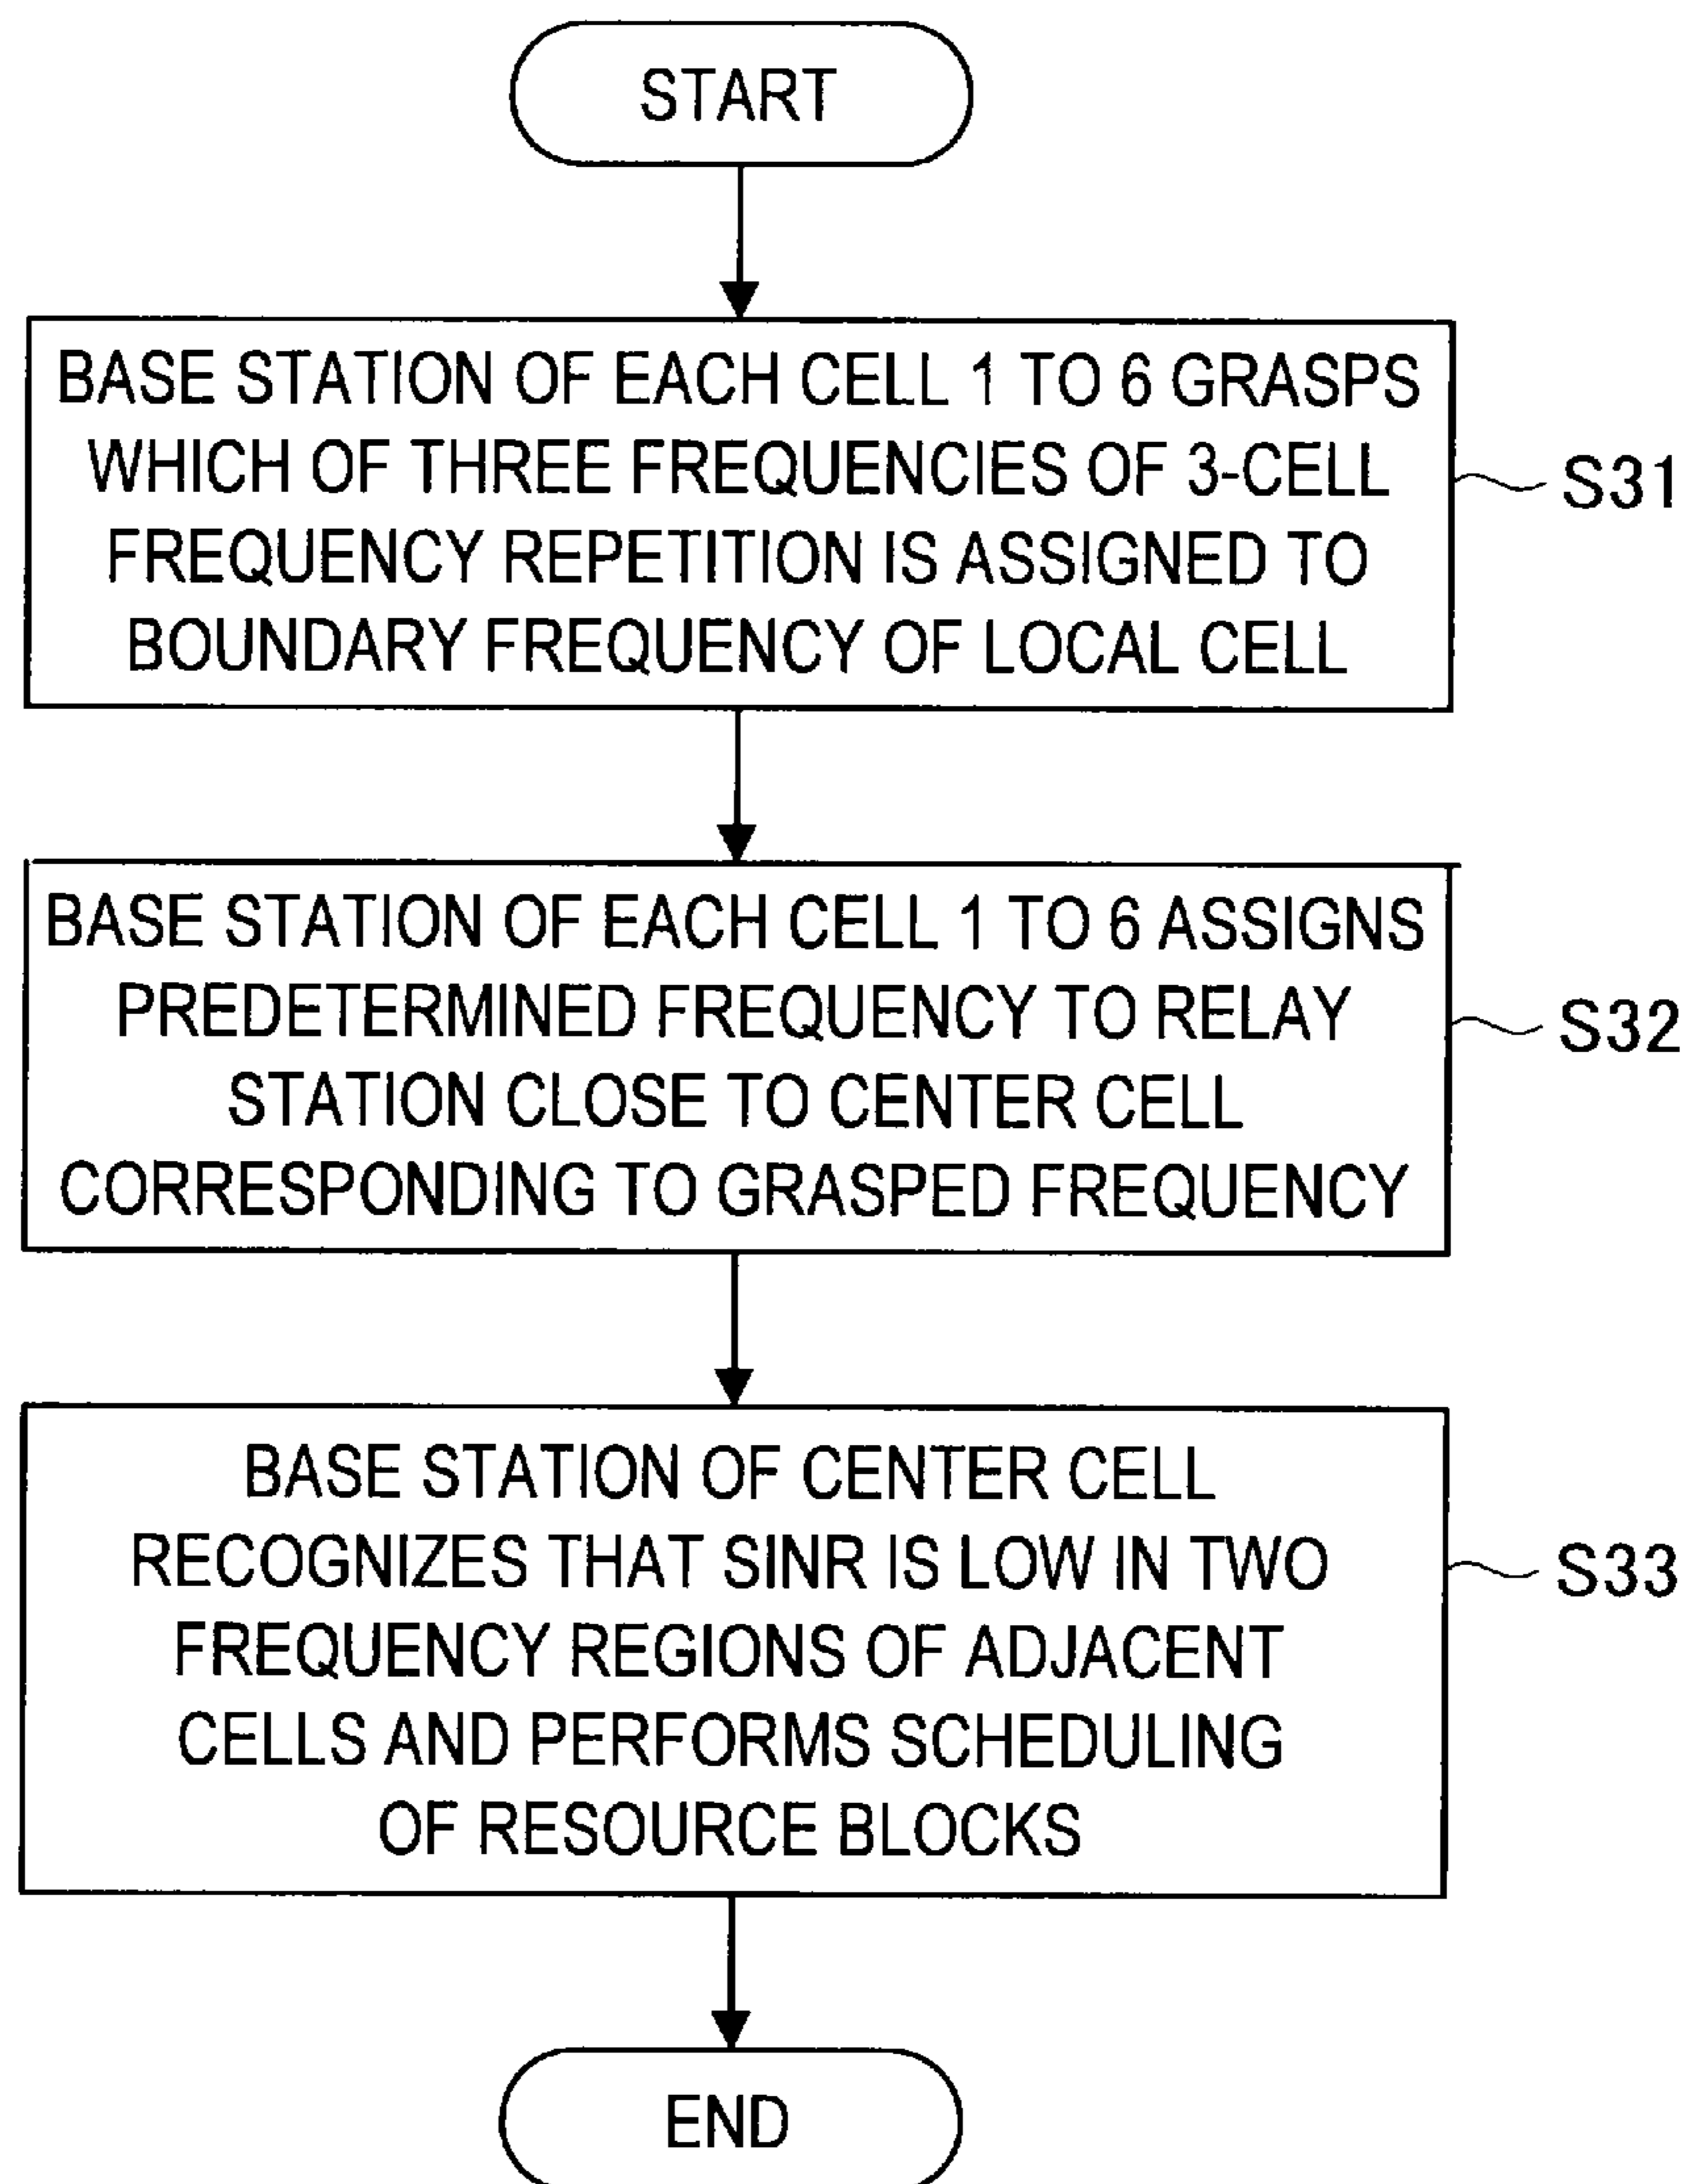 START
BASE STATION OF EACH CELL 1 TO 6 GRASPS
WHICH OF THREE FREQUENCIES OF 3-CELL
FREQUENCY REPETITION IS ASSIGNED TO
BOUNDARY FREQUENCY OF LOCAL CELL
S31
BASE STATION OF EACH CELL 1 TO 6 ASSIGNS
PREDETERMINED FREQUENCY TO RELAY
STATION CLOSE TO CENTER CELL
CORRESPONDING TO GRASPED FREQUENCY
S32
BASE STATION OF CENTER CELL
RECOGNIZES THAT SINR IS LOW IN TWO
FREQUENCY REGIONS OF ADJACENT
CELLS AND PERFORMS SCHEDULING
OF RESOURCE BLOCKS
S33
END